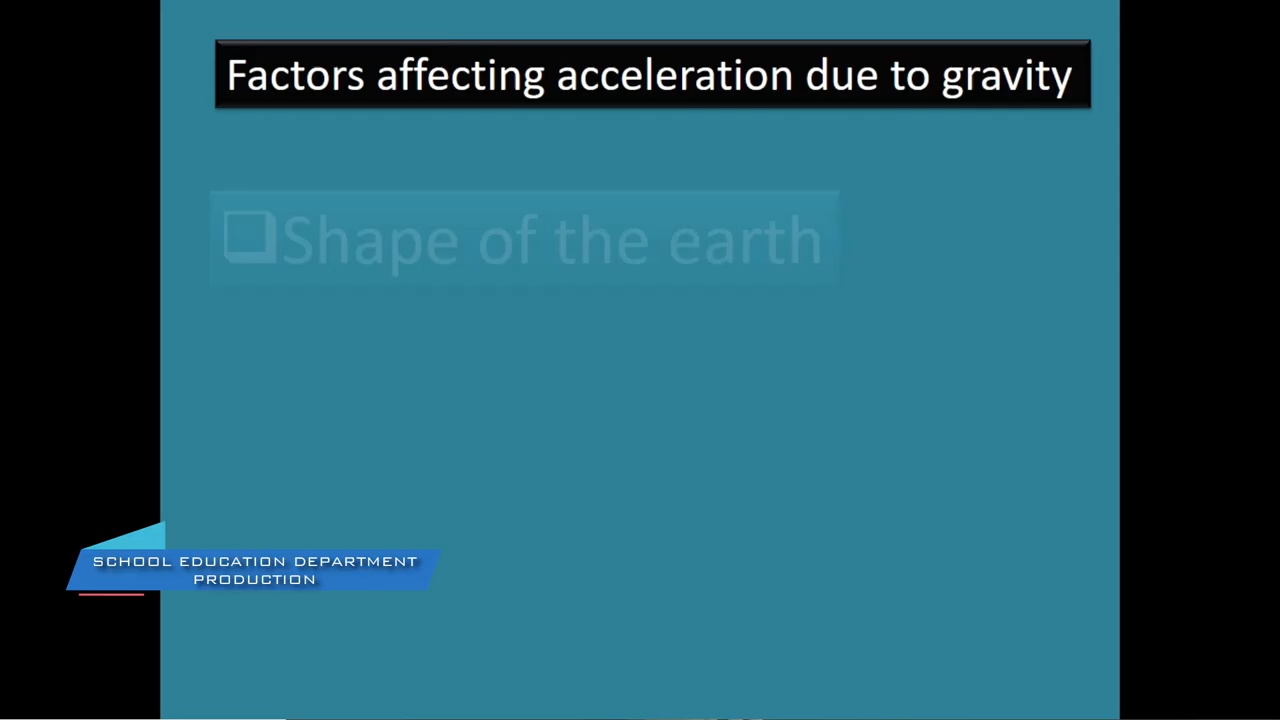 Factors affecting acceleration due to gravity
❑Shape of the earth
SCHOOL EDUCATION DEPARTMENT
PRODUCTION